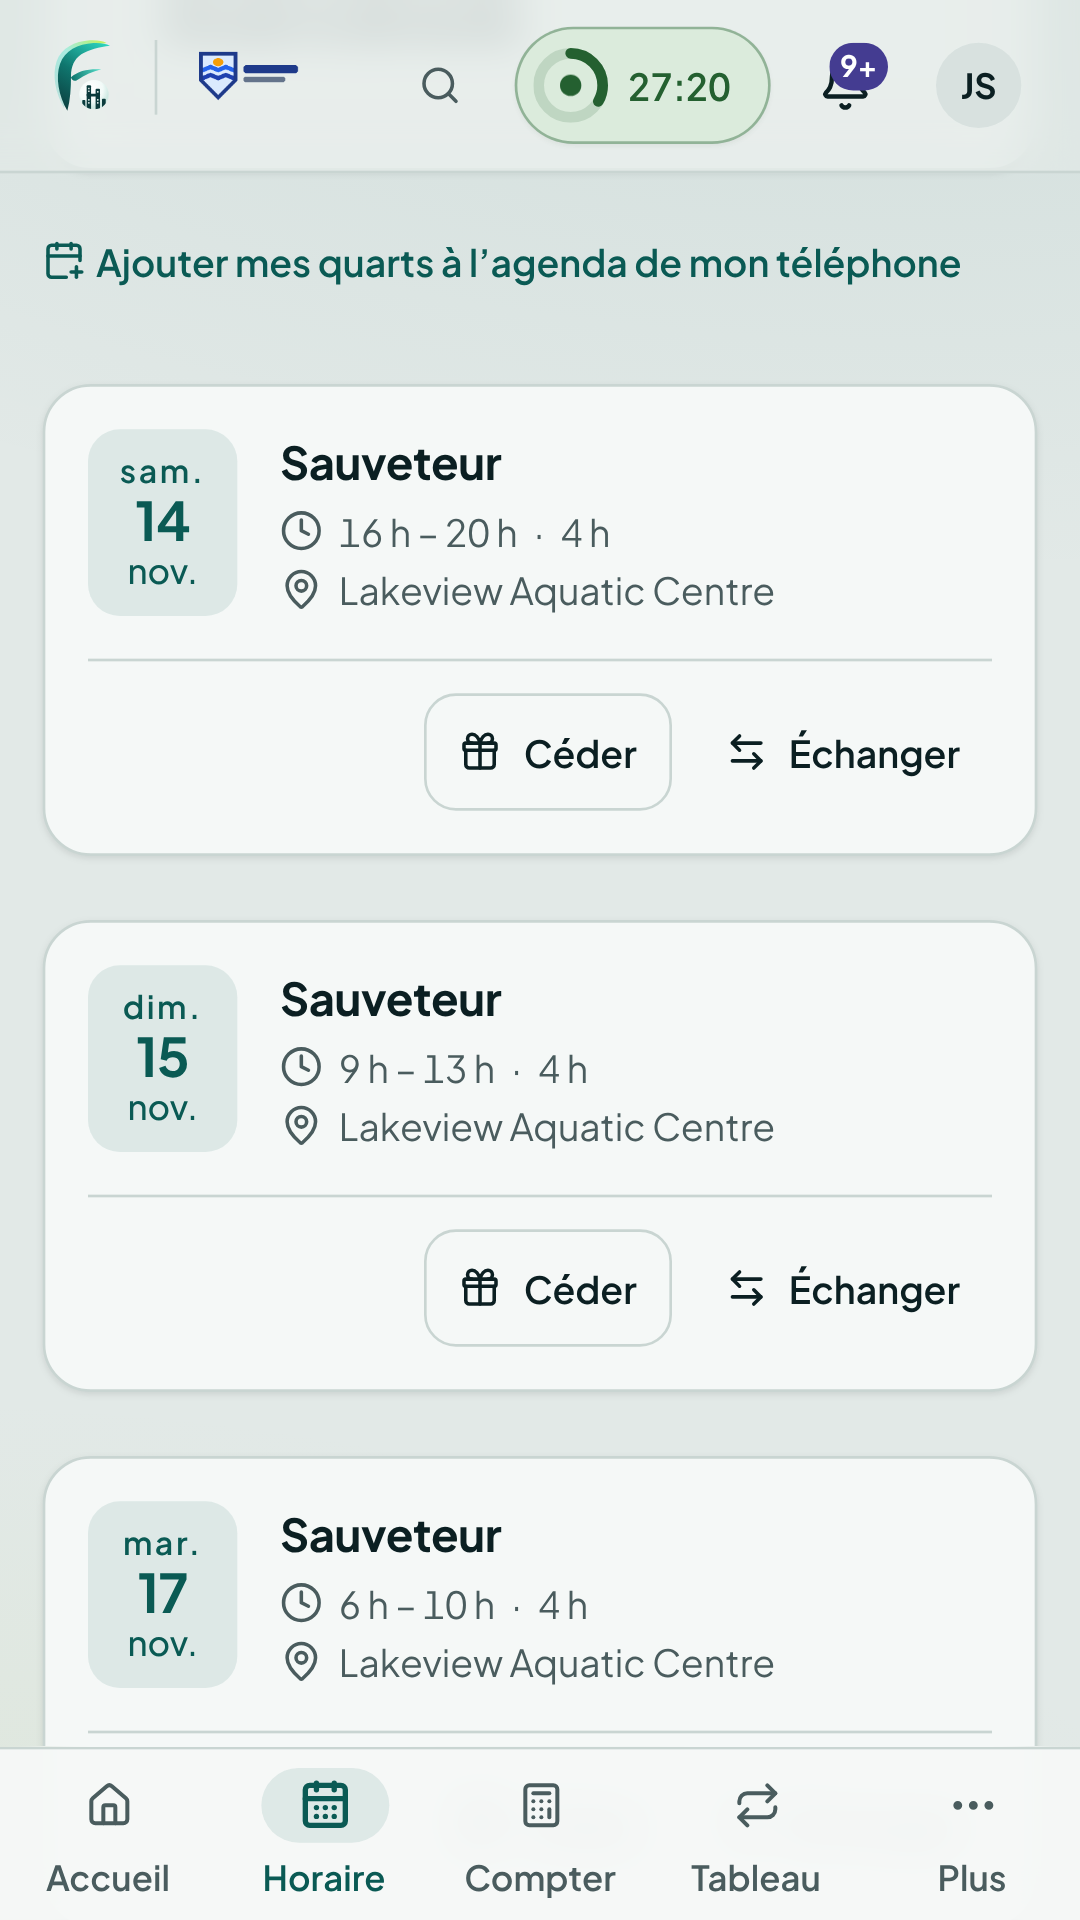 27:20
9+
JS
Ajouter mes quarts à l’agenda de mon téléphone
sam.
14
nov.
Sauveteur
16 h – 20 h · 4 h
Lakeview Aquatic Centre
Céder
Échanger
dim.
15
nov.
Sauveteur
9 h – 13 h · 4 h
Lakeview Aquatic Centre
Céder
Échanger
mar.
17
nov.
Sauveteur
6 h – 10 h · 4 h
Lakeview Aquatic Centre
Accueil
Horaire
Compter
Tableau
Plus